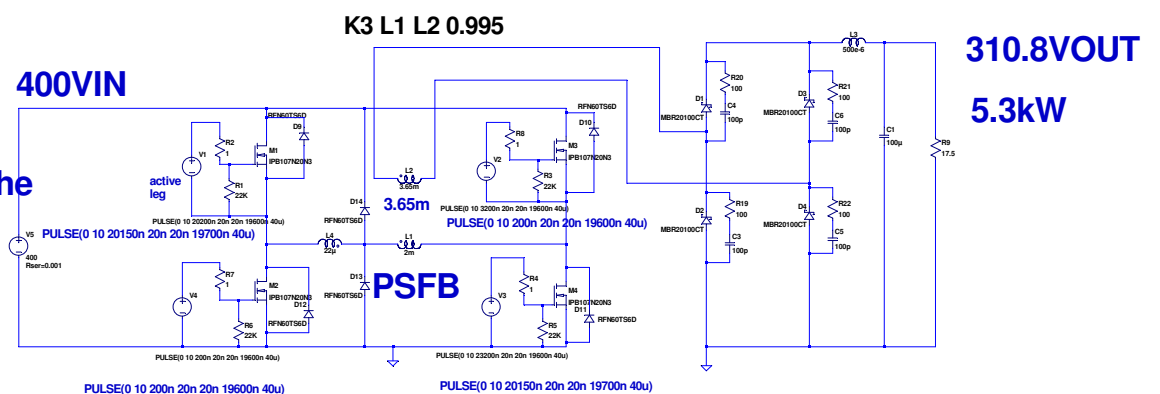 K3 L1 L2 0.995
400VIN
310.8VOUT
5.3kW
he
active
leg
V5
400
Rser=0.001
V1
R2
1
R1
22K
M1
IPB107N20N3
RFN60TS6D
D9
PULSE(0 10 20200n 20n 20n 19600n 40u)
PULSE(0 10 20150n 20n 20n 19700n 40u)
V4
R7
1
R6
22K
M2
IPB107N20N3
D12
RFN60TS6D
PULSE(0 10 200n 20n 20n 19600n 40u)
PULSE(0 10 200n 20n 20n 19600n 40u)
L4
22µ
D14
RFN60TS6D
D13
RFN60TS6D
L2
3.65m
3.65m
L1
2m
PSFB
V2
R8
1
R3
22K
M3
IPB107N20N3
RFN60TS6D
D10
PULSE(0 10 3200n 20n 20n 19600n 40u)
PULSE(0 10 200n 20n 20n 19600n 40u)
V3
R4
1
R5
22K
M4
IPB107N20N3
D11
RFN60TS6D
PULSE(0 10 23200n 20n 20n 19600n 40u)
PULSE(0 10 20150n 20n 20n 19700n 40u)
D1
MBR20100CT
R20
100
C4
100p
D3
MBR20100CT
R21
100
C6
100p
D2
MBR20100CT
R19
100
C3
100p
D4
MBR20100CT
R22
100
C5
100p
L3
500e-6
C1
100µ
R9
17.5